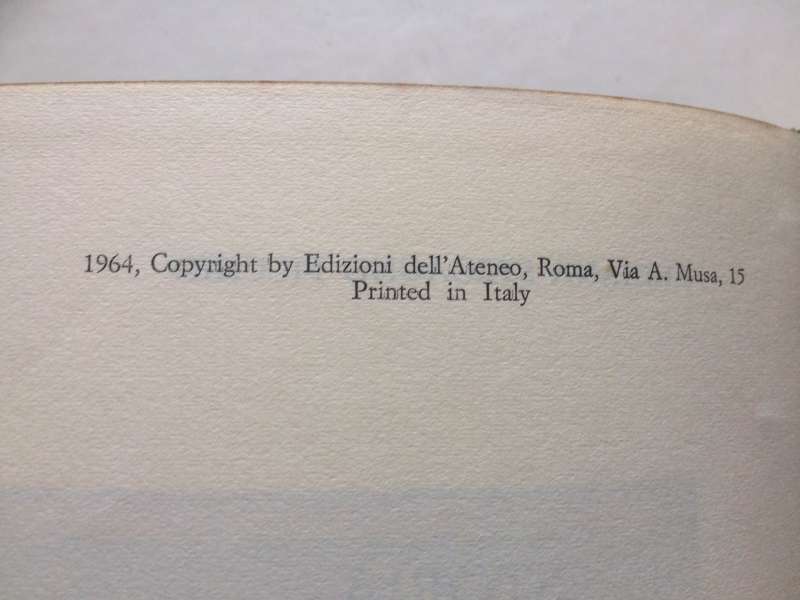 1964, Copyright by Edizioni dell'Ateneo, Roma, Via A. Musa, 15
Printed in Italy